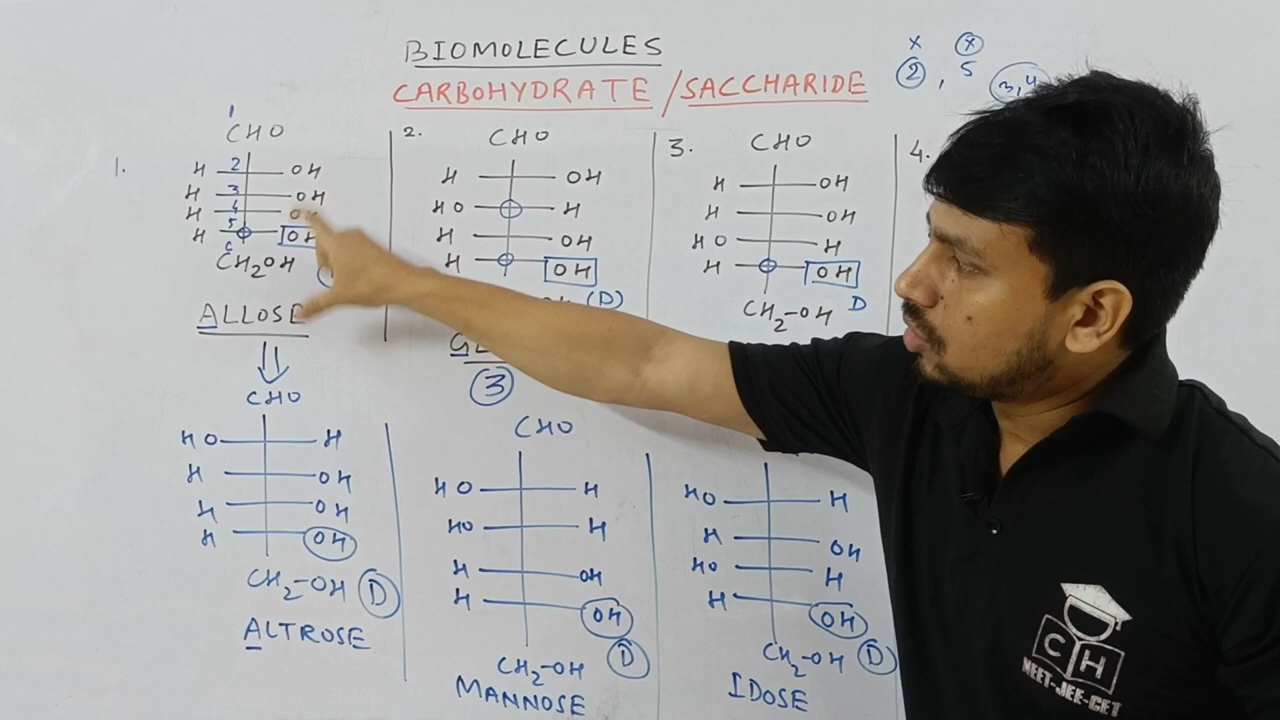 BIOMOLECULES
CARBOHYDRATE / SACCHARIDE
x x
2, 5 3,4
1.
1
CHO
H 2 OH
H 3 OH
H 4
H 5 OH
6
CH2OH
ALLOSE
2.
CHO
H OH
HO H
H OH
H OH
(D)
3
3.
CHO
H OH
H OH
HO H
H OH
CH2-OH D
4.
CHO
HO H
H OH
H OH
H OH
CH2-OH D
ALTROSE
CHO
HO H
HO H
H OH
H OH
CH2-OH D
MANNOSE
HO H
H OH
HO H
H OH
CH2-OH D
IDOSE
CH
NEET-JEE-CET